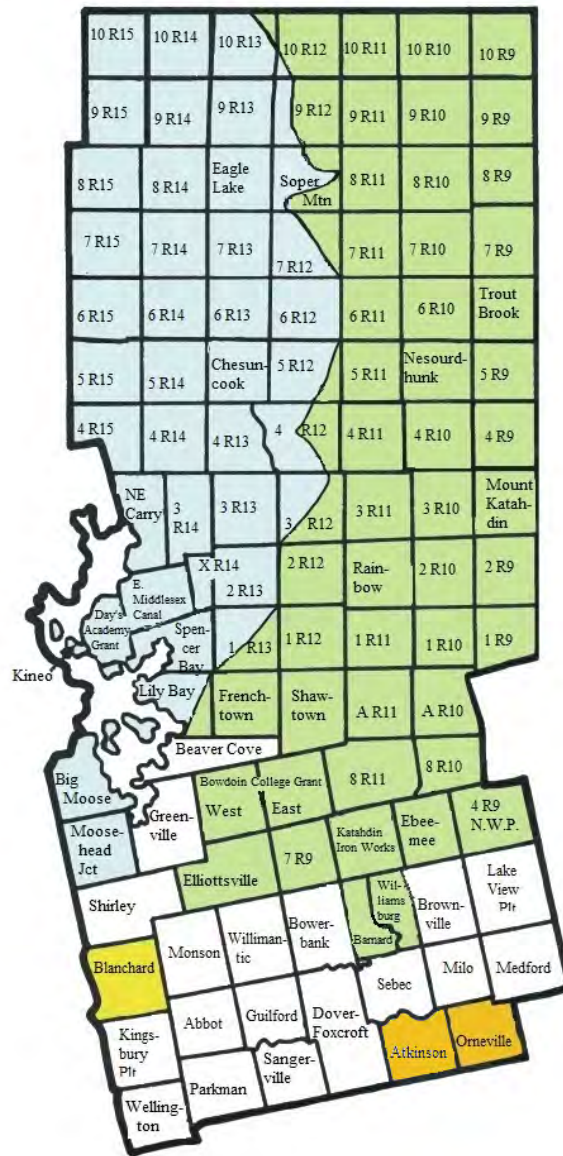 10 R15 10 R14 10 R13 10 R12 10 R11 10 R10 10 R9
9 R15 9 R14 9 R13 9 R12 9 R11 9 R10 9 R9
8 R15 8 R14 Eagle Soper 8 R11 8 R10 8 R9
Lake Mtn
7 R15 7 R14 7 R13 7 R12 7 R11 7 R10 7 R9
6 R15 6 R14 6 R13 6 R12 6 R11 6 R10 Trout
Brook
5 R15 5 R14 Chesun- 5 R12 5 R11 Nesourd- 5 R9
cook hunk
4 R15 4 R14 4 R13 4 R12 4 R11 4 R10 4 R9
NE 3 3 R13 3 R12 3 R11 3 R10 Mount
Carry R14 Katah-
din
X R14 2 R13 2 R12 Rain- 2 R10 2 R9
bow
E.
Middlesex
Canal
Day's
Academy
Grant
Spen-
cer
Bay
1 R13 1 R12 1 R11 1 R10 1 R9
Kineo
Lily Bay French- Shaw- A R11 A R10
town town
Beaver Cove
Big
Moose
Green-
ville
Bowdoin College Grant
West East
8 R11 8 R10
Moose-
head
Jct
Katahdin
Iron Works
Ebee-
mee
4 R9
N.W.P.
Elliottsville 7 R9
Shirley
Wil-
liams
burg
Barnard
Brown-
ville
Lake
View
Plt
Monson Williman-
tic
Bower-
bank
Blanchard
Sebec Milo Medford
Kings-
bury
Plt
Abbot Guilford Dover-
Foxcroft
Sanger-
ville
Atkinson Orneville
Parkman
Welling-
ton